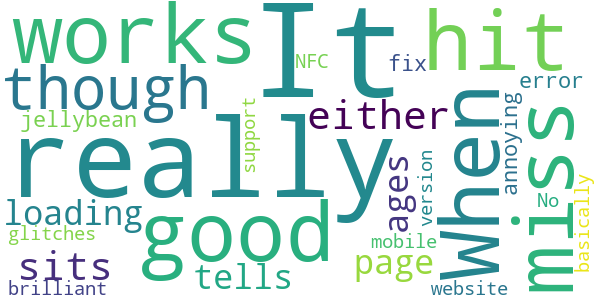 works
It
hit
though
NFC
fix
error
jellybean
support
either
really
When
annoying
miss
loading
good
ages
version
No
basically
glitches
sits
tells
mobile
page
brilliant
website